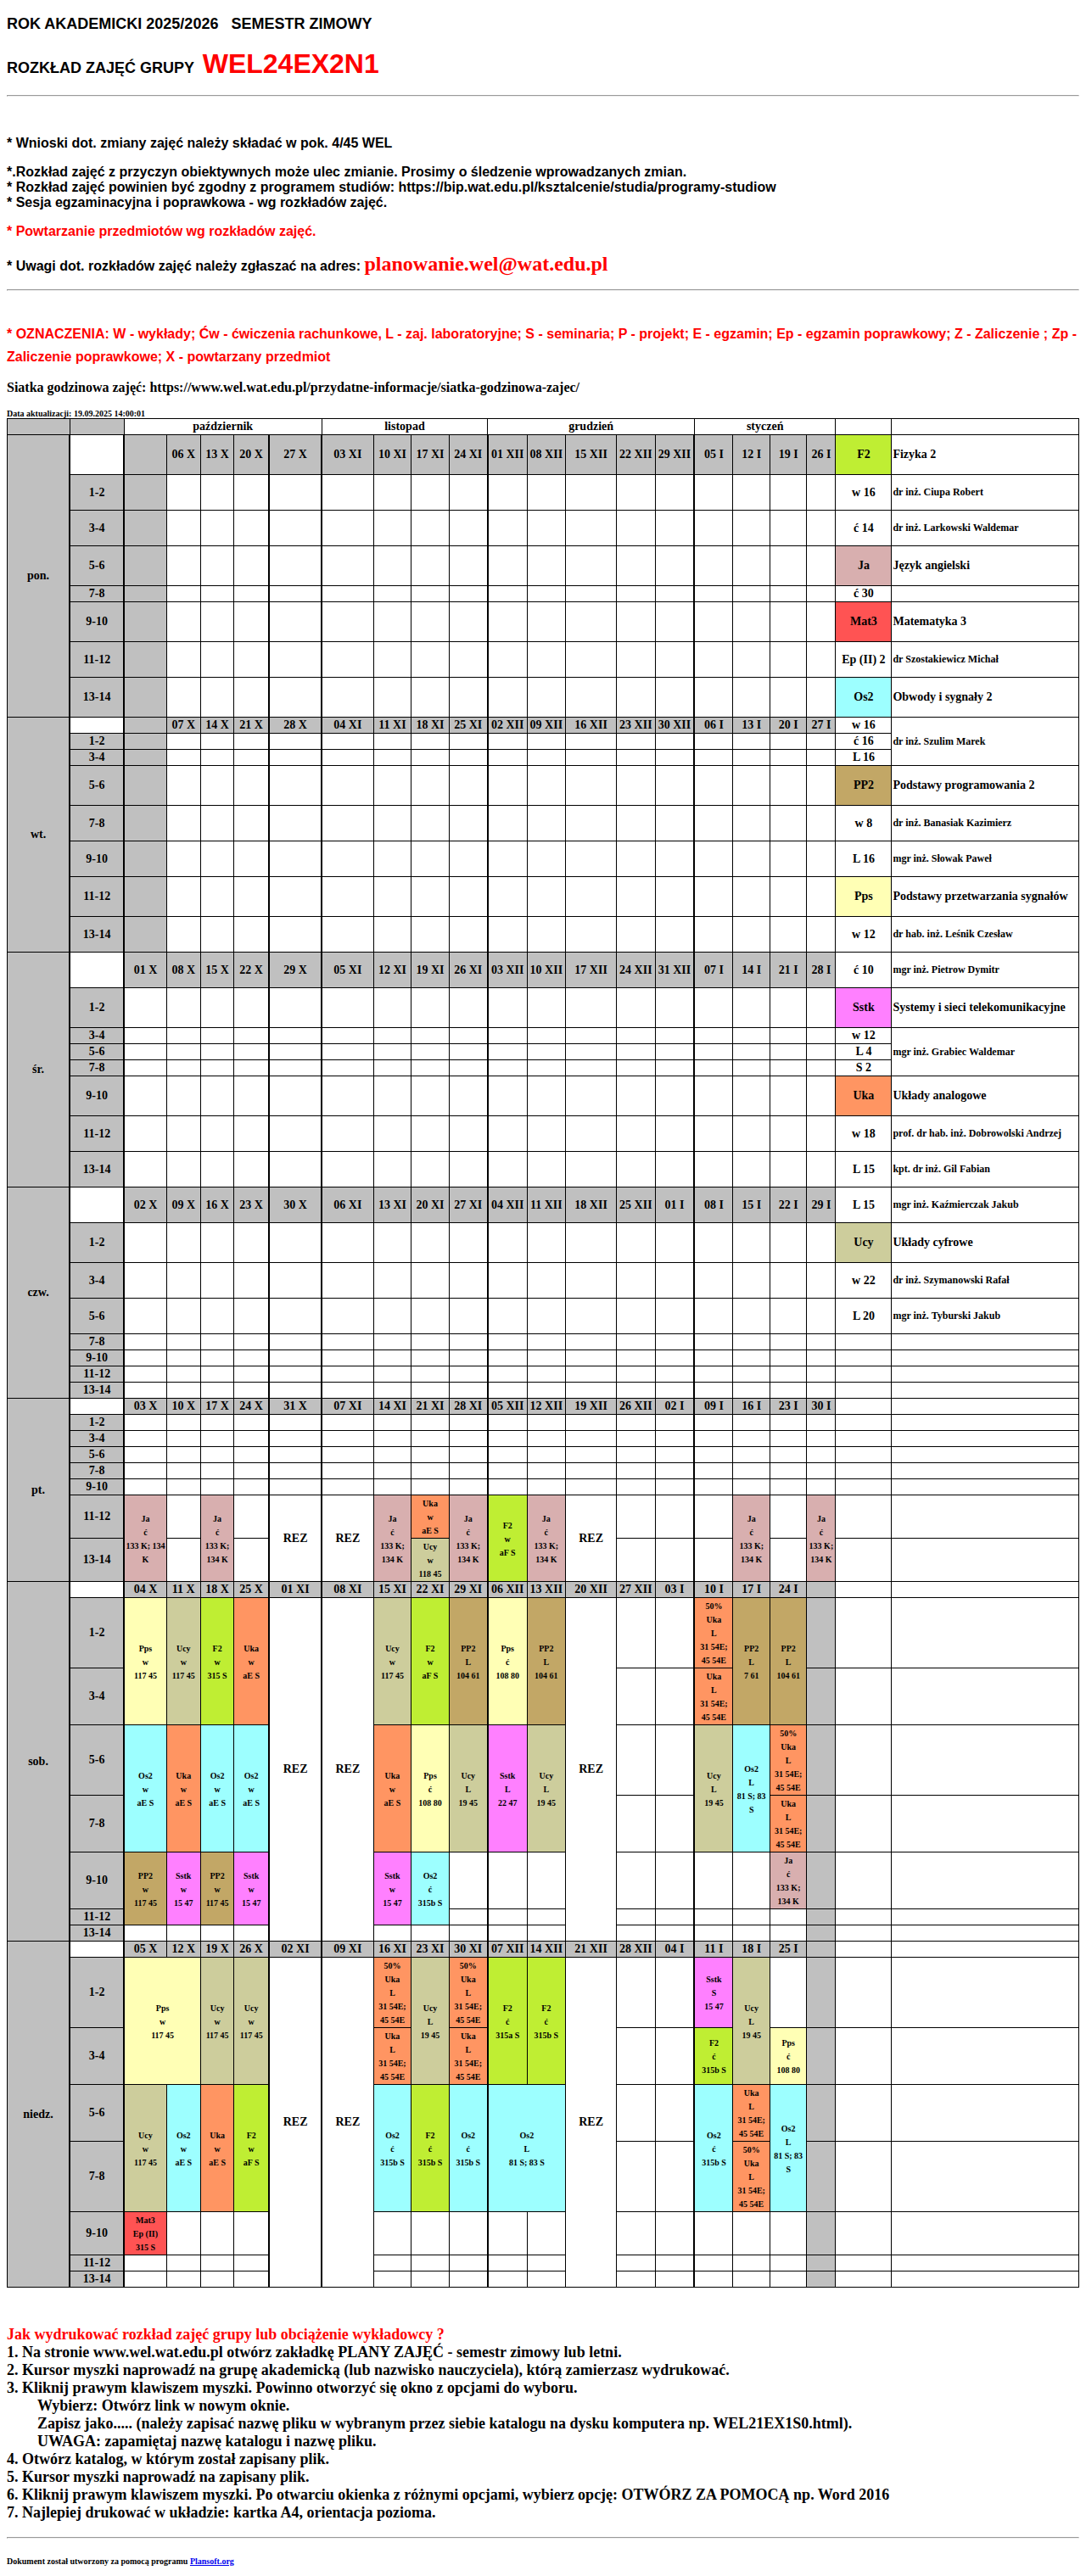 ROK AKADEMICKI 2025/2026 SEMESTR ZIMOWY
ROZKŁAD ZAJĘĆ GRUPY WEL24EX2N1
* Wnioski dot. zmiany zajęć należy składać w pok. 4/45 WEL
*.Rozkład zajęć z przyczyn obiektywnych może ulec zmianie. Prosimy o śledzenie wprowadzanych zmian.
* Rozkład zajęć powinien być zgodny z programem studiów: https://bip.wat.edu.pl/ksztalcenie/studia/programy-studiow
* Sesja egzaminacyjna i poprawkowa - wg rozkładów zajęć.
* Powtarzanie przedmiotów wg rozkładów zajęć.
* Uwagi dot. rozkładów zajęć należy zgłaszać na adres: planowanie.wel@wat.edu.pl
* OZNACZENIA: W - wykłady; Ćw - ćwiczenia rachunkowe, L - zaj. laboratoryjne; S - seminaria; P - projekt; E - egzamin; Ep - egzamin poprawkowy; Z - Zaliczenie ; Zp -
Zaliczenie poprawkowe; X - powtarzany przedmiot
Siatka godzinowa zajęć: https://www.wel.wat.edu.pl/przydatne-informacje/siatka-godzinowa-zajec/
Data aktualizacji: 19.09.2025 14:00:01
październik listopad grudzień styczeń
pon. 06 X 13 X 20 X 27 X 03 XI 10 XI 17 XI 24 XI 01 XII 08 XII 15 XII 22 XII 29 XII 05 I 12 I 19 I 26 I F2 Fizyka 2
1-2 w 16 dr inż. Ciupa Robert
3-4 ć 14 dr inż. Larkowski Waldemar
5-6 Ja Język angielski
7-8 ć 30
9-10 Mat3 Matematyka 3
11-12 Ep (II) 2 dr Szostakiewicz Michał
13-14 Os2 Obwody i sygnały 2
wt. 07 X 14 X 21 X 28 X 04 XI 11 XI 18 XI 25 XI 02 XII 09 XII 16 XII 23 XII 30 XII 06 I 13 I 20 I 27 I w 16 dr inż. Szulim Marek
1-2 ć 16
3-4 L 16
5-6 PP2 Podstawy programowania 2
7-8 w 8 dr inż. Banasiak Kazimierz
9-10 L 16 mgr inż. Słowak Paweł
11-12 Pps Podstawy przetwarzania sygnałów
13-14 w 12 dr hab. inż. Leśnik Czesław
śr. 01 X 08 X 15 X 22 X 29 X 05 XI 12 XI 19 XI 26 XI 03 XII 10 XII 17 XII 24 XII 31 XII 07 I 14 I 21 I 28 I ć 10 mgr inż. Pietrow Dymitr
1-2 Sstk Systemy i sieci telekomunikacyjne
3-4 w 12 mgr inż. Grabiec Waldemar
5-6 L 4
7-8 S 2
9-10 Uka Układy analogowe
11-12 w 18 prof. dr hab. inż. Dobrowolski Andrzej
13-14 L 15 kpt. dr inż. Gil Fabian
czw. 02 X 09 X 16 X 23 X 30 X 06 XI 13 XI 20 XI 27 XI 04 XII 11 XII 18 XII 25 XII 01 I 08 I 15 I 22 I 29 I L 15 mgr inż. Kaźmierczak Jakub
1-2 Ucy Układy cyfrowe
3-4 w 22 dr inż. Szymanowski Rafał
5-6 L 20 mgr inż. Tyburski Jakub
7-8
9-10
11-12
13-14
pt. 03 X 10 X 17 X 24 X 31 X 07 XI 14 XI 21 XI 28 XI 05 XII 12 XII 19 XII 26 XII 02 I 09 I 16 I 23 I 30 I
1-2
3-4
5-6
7-8
9-10
11-12 Ja ć 133 K; 134 K Ja ć 133 K; 134 K REZ REZ Ja ć 133 K; 134 K Uka w aE S Ja ć 133 K; 134 K F2 w aF S Ja ć 133 K; 134 K REZ Ja ć 133 K; 134 K Ja ć 133 K; 134 K
13-14 Ucy w 118 45
sob. 04 X 11 X 18 X 25 X 01 XI 08 XI 15 XI 22 XI 29 XI 06 XII 13 XII 20 XII 27 XII 03 I 10 I 17 I 24 I
1-2 Pps w 117 45 Ucy w 117 45 F2 w 315 S Uka w aE S REZ REZ Ucy w 117 45 F2 w aF S PP2 L 104 61 Pps ć 108 80 PP2 L 104 61 REZ 50% Uka L 31 54E; 45 54E PP2 L 7 61 PP2 L 104 61
3-4 Uka L 31 54E; 45 54E
5-6 Os2 w aE S Uka w aE S Os2 w aE S Os2 w aE S Uka w aE S Pps ć 108 80 Ucy L 19 45 Sstk L 22 47 Ucy L 19 45 Ucy L 19 45 Os2 L 81 S; 83 S 50% Uka L 31 54E; 45 54E
7-8 Uka L 31 54E; 45 54E
9-10 PP2 w 117 45 Sstk w 15 47 PP2 w 117 45 Sstk w 15 47 Sstk w 15 47 Os2 ć 315b S Ja ć 133 K; 134 K
11-12
13-14
niedz. 05 X 12 X 19 X 26 X 02 XI 09 XI 16 XI 23 XI 30 XI 07 XII 14 XII 21 XII 28 XII 04 I 11 I 18 I 25 I
1-2 Pps w 117 45 Ucy w 117 45 Ucy w 117 45 REZ REZ 50% Uka L 31 54E; 45 54E Ucy L 19 45 50% Uka L 31 54E; 45 54E F2 ć 315a S F2 ć 315b S REZ Sstk S 15 47 Ucy L 19 45
3-4 Uka L 31 54E; 45 54E Uka L 31 54E; 45 54E F2 ć 315b S Pps ć 108 80
5-6 Ucy w 117 45 Os2 w aE S Uka w aE S F2 w aF S Os2 ć 315b S F2 ć 315b S Os2 ć 315b S Os2 L 81 S; 83 S Os2 ć 315b S Uka L 31 54E; 45 54E Os2 L 81 S; 83 S
7-8 50% Uka L 31 54E; 45 54E
9-10 Mat3 Ep (II) 315 S
11-12
13-14
Jak wydrukować rozkład zajęć grupy lub obciążenie wykładowcy ?
1. Na stronie www.wel.wat.edu.pl otwórz zakładkę PLANY ZAJĘĆ - semestr zimowy lub letni.
2. Kursor myszki naprowadź na grupę akademicką (lub nazwisko nauczyciela), którą zamierzasz wydrukować.
3. Kliknij prawym klawiszem myszki. Powinno otworzyć się okno z opcjami do wyboru.
Wybierz: Otwórz link w nowym oknie.
Zapisz jako..... (należy zapisać nazwę pliku w wybranym przez siebie katalogu na dysku komputera np. WEL21EX1S0.html).
UWAGA: zapamiętaj nazwę katalogu i nazwę pliku.
4. Otwórz katalog, w którym został zapisany plik.
5. Kursor myszki naprowadź na zapisany plik.
6. Kliknij prawym klawiszem myszki. Po otwarciu okienka z różnymi opcjami, wybierz opcję: OTWÓRZ ZA POMOCĄ np. Word 2016
7. Najlepiej drukować w układzie: kartka A4, orientacja pozioma.
Dokument został utworzony za pomocą programu Plansoft.org